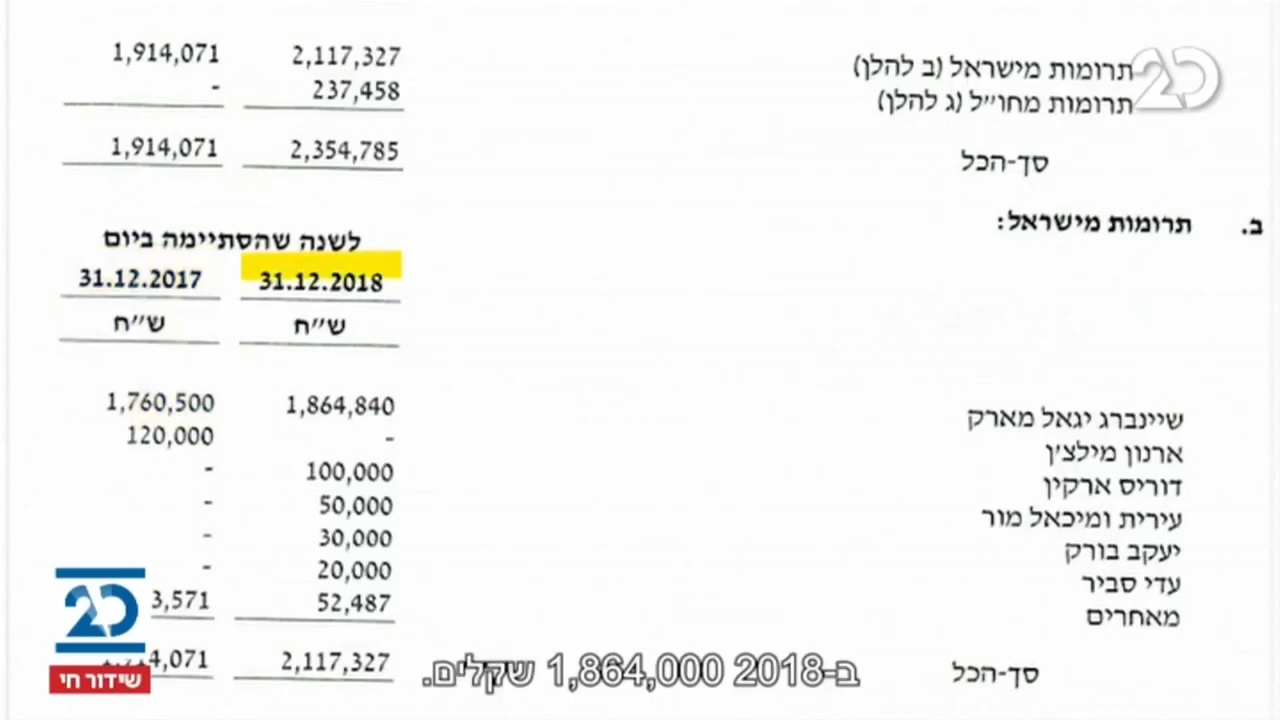 תרומות מישראל (ב להלן) 2,117,327 1,914,071
תרומות מחו״ל (ג להלן) 237,458 -
סך-הכל 2,354,785 1,914,071
ב. תרומות מישראל:
לשנה שהסתיימה ביום
31.12.2018 31.12.2017
ש״ח ש״ח
שיינברג יגאל מארק 1,864,840 1,760,500
ארנון מילצ׳ן - 120,000
דוריס ארקין 100,000 -
עירית ומיכאל מור 50,000 -
יעקב בורק 30,000 -
עדי סביר 20,000 -
מאחרים 52,487 3,571
סך-הכל 2,117,327
ב-2018 1,864,000 שקלים.
20
20
שידור חי